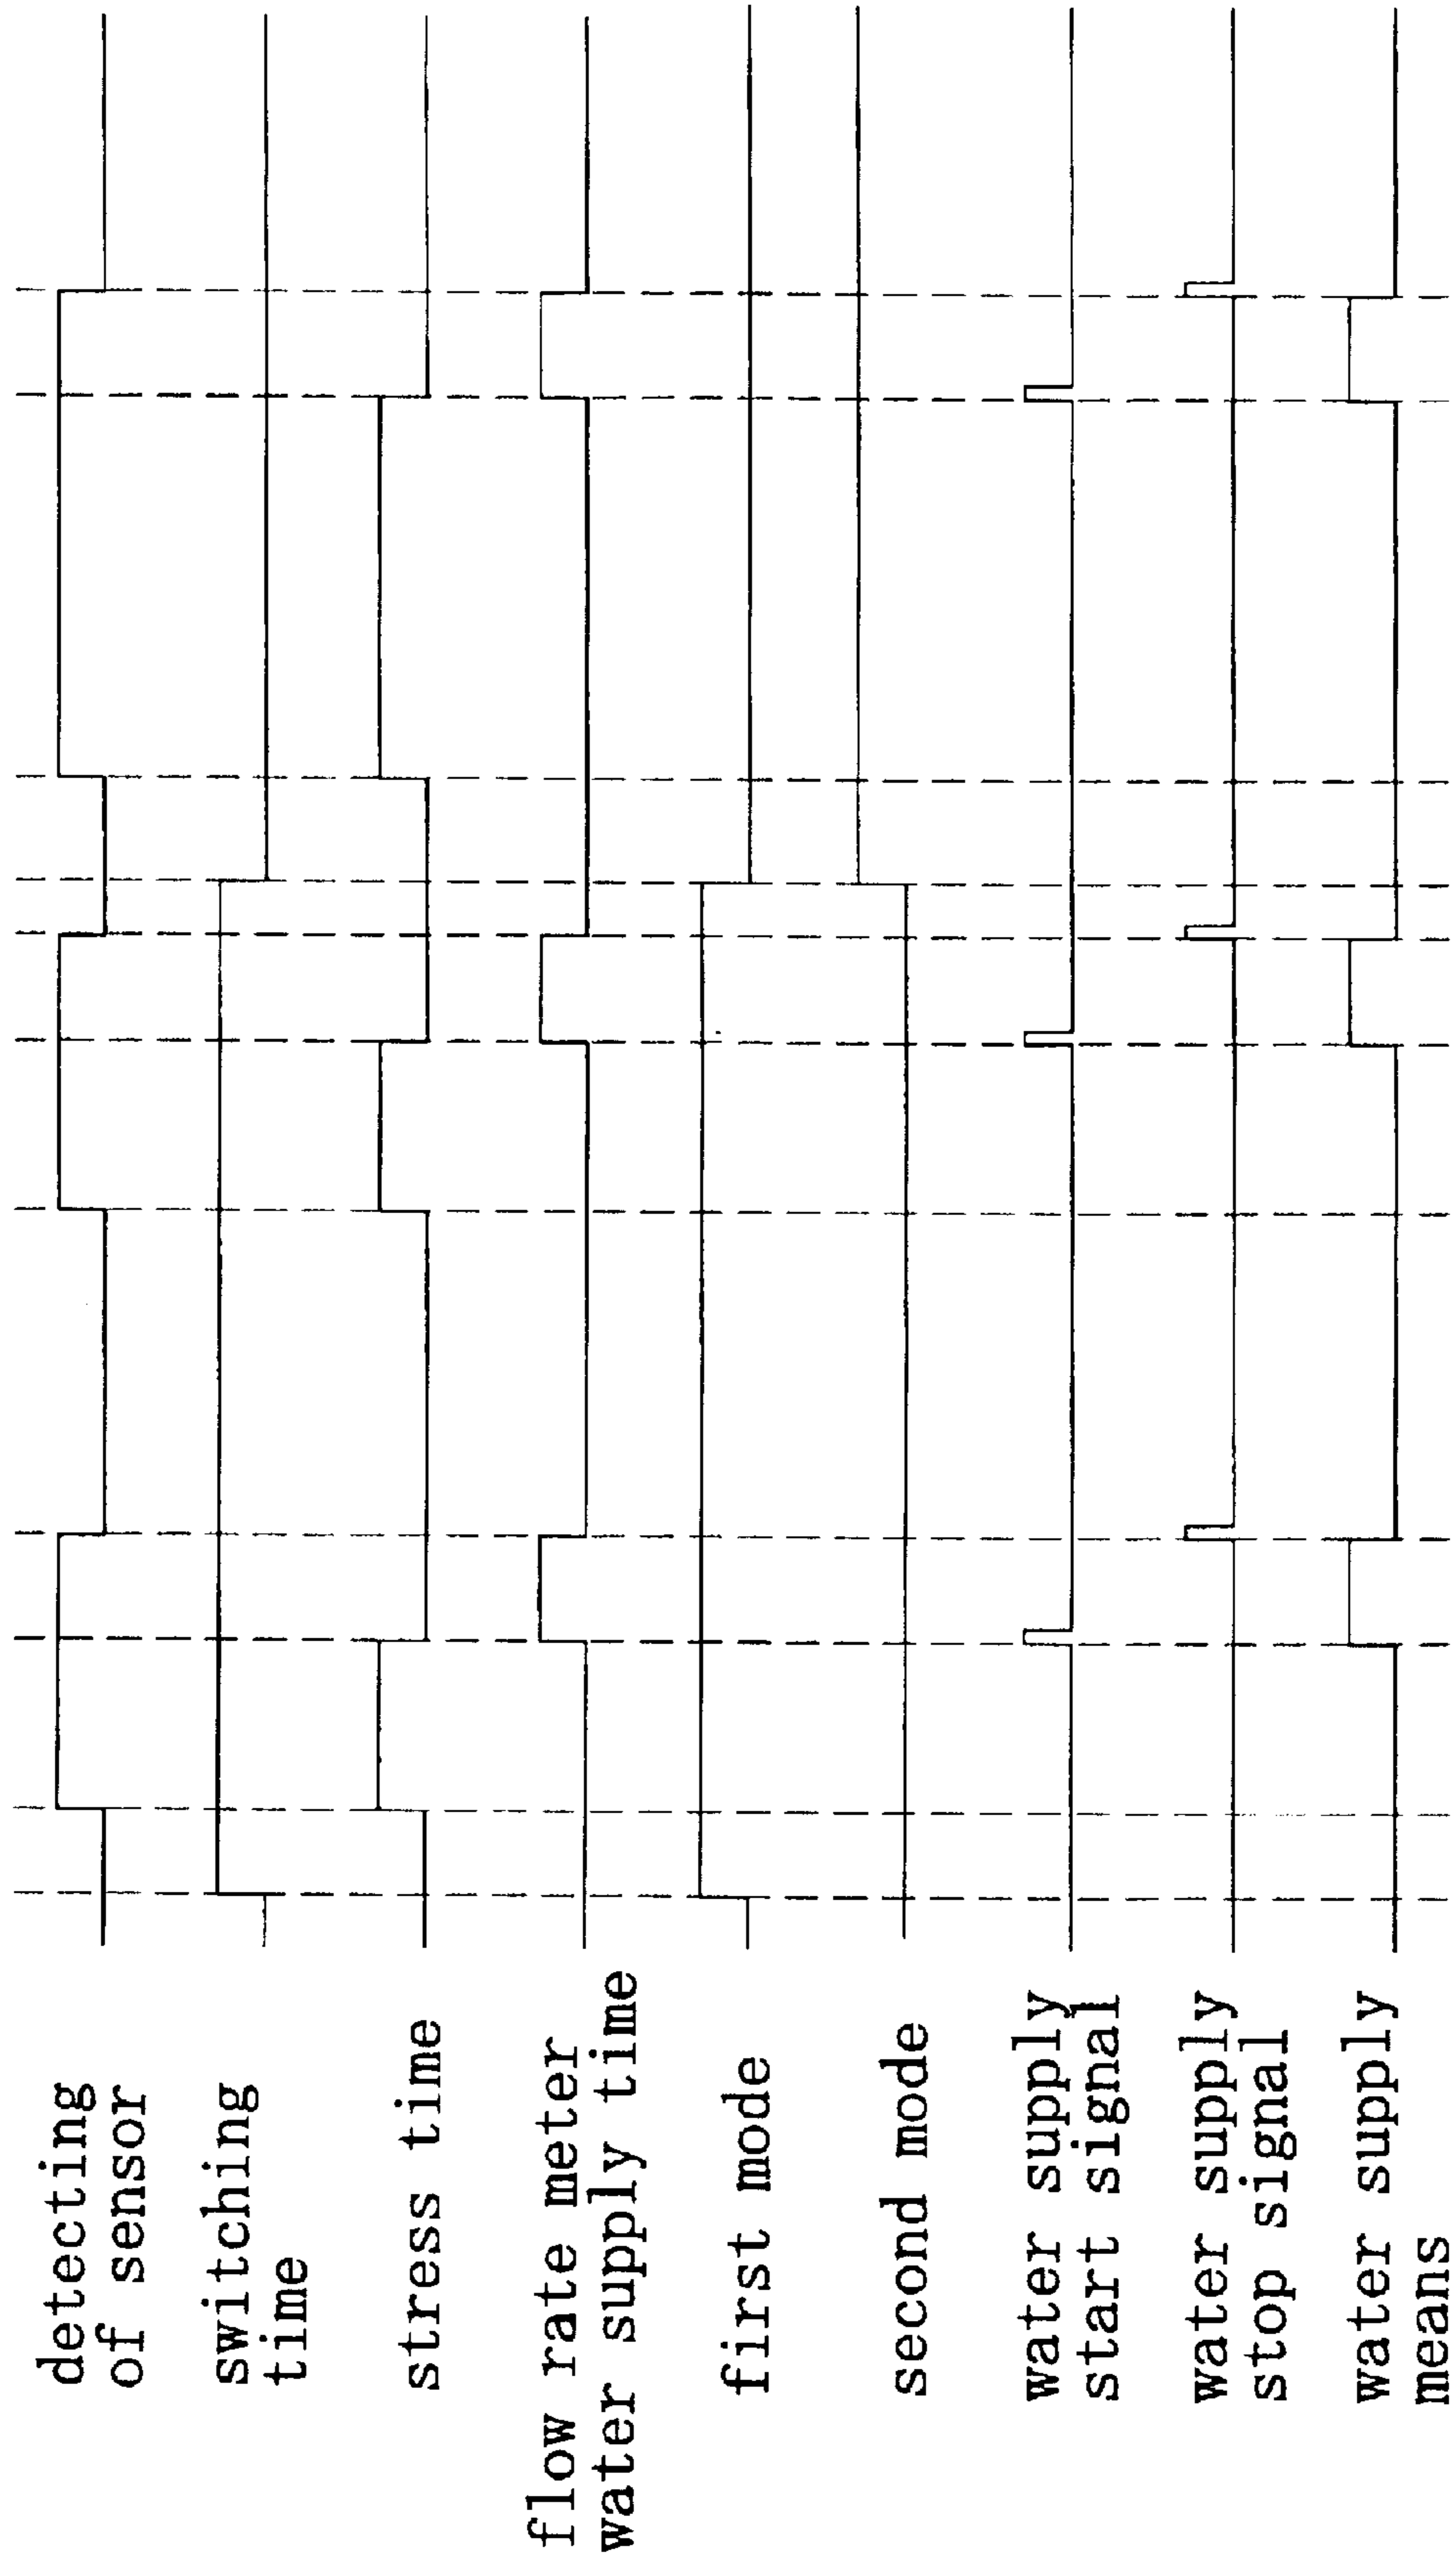 detecting
of sensor
switching
time
stress time
flow rate meter
water supply time
first mode
second mode
water supply
start signal
water supply
stop signal
water supply
means